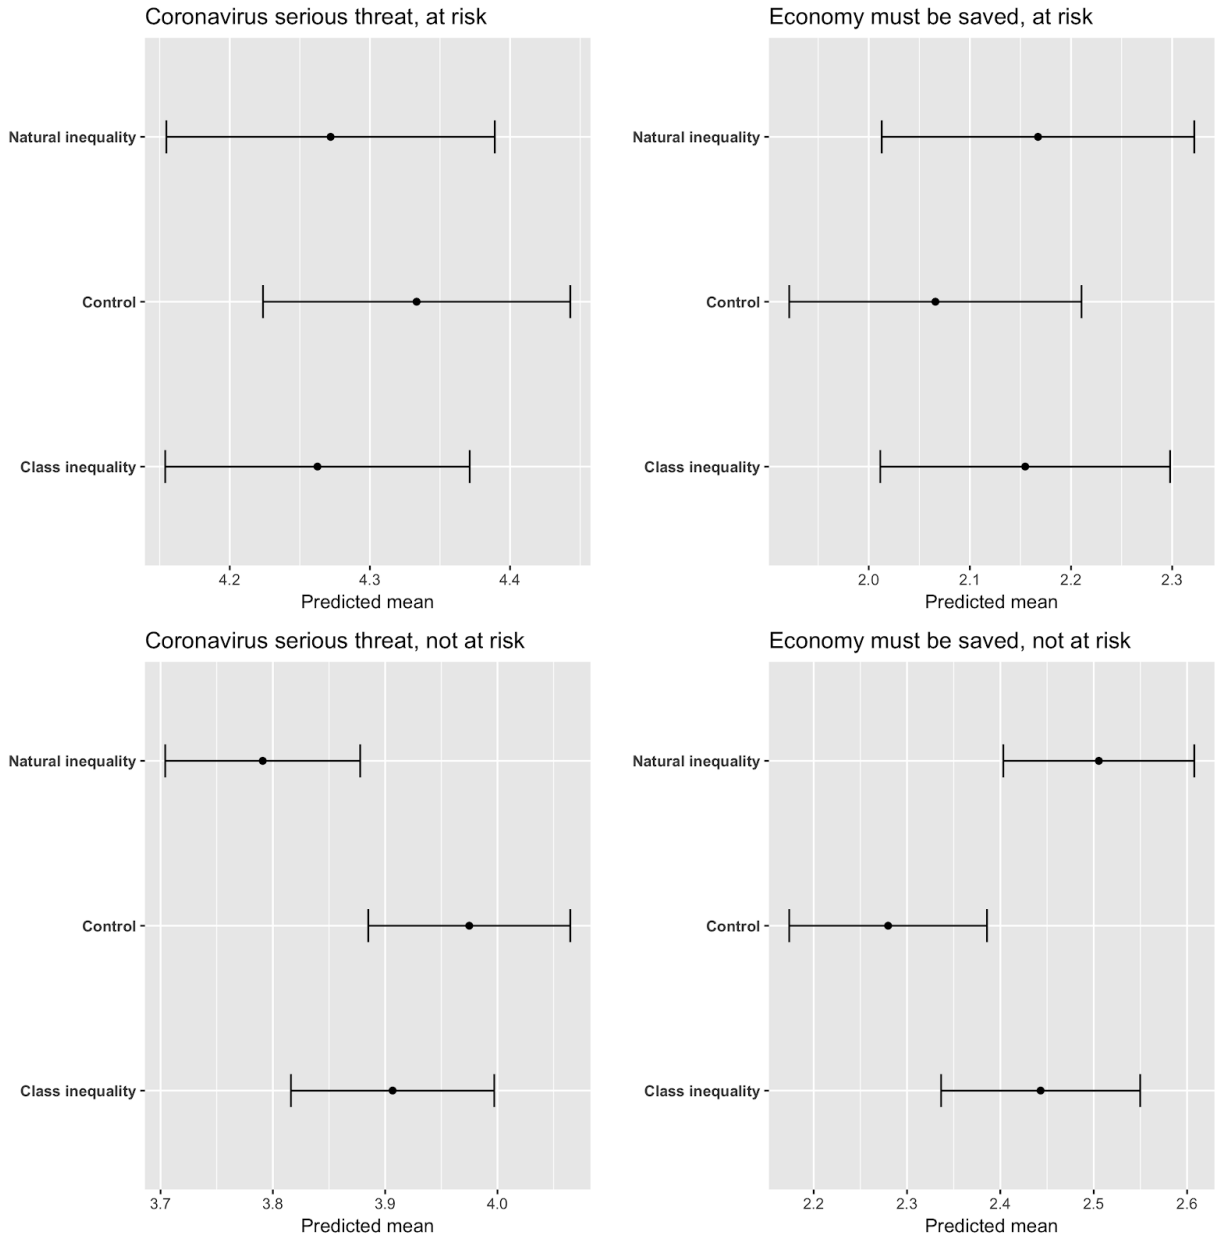 Coronavirus serious threat, at risk
Natural inequality
Control
Class inequality
4.2 4.3 4.4
Predicted mean
Economy must be saved, at risk
Natural inequality
Control
Class inequality
2.0 2.1 2.2 2.3
Predicted mean
Coronavirus serious threat, not at risk
Natural inequality
Control
Class inequality
3.7 3.8 3.9 4.0
Predicted mean
Economy must be saved, not at risk
Natural inequality
Control
Class inequality
2.2 2.3 2.4 2.5 2.6
Predicted mean